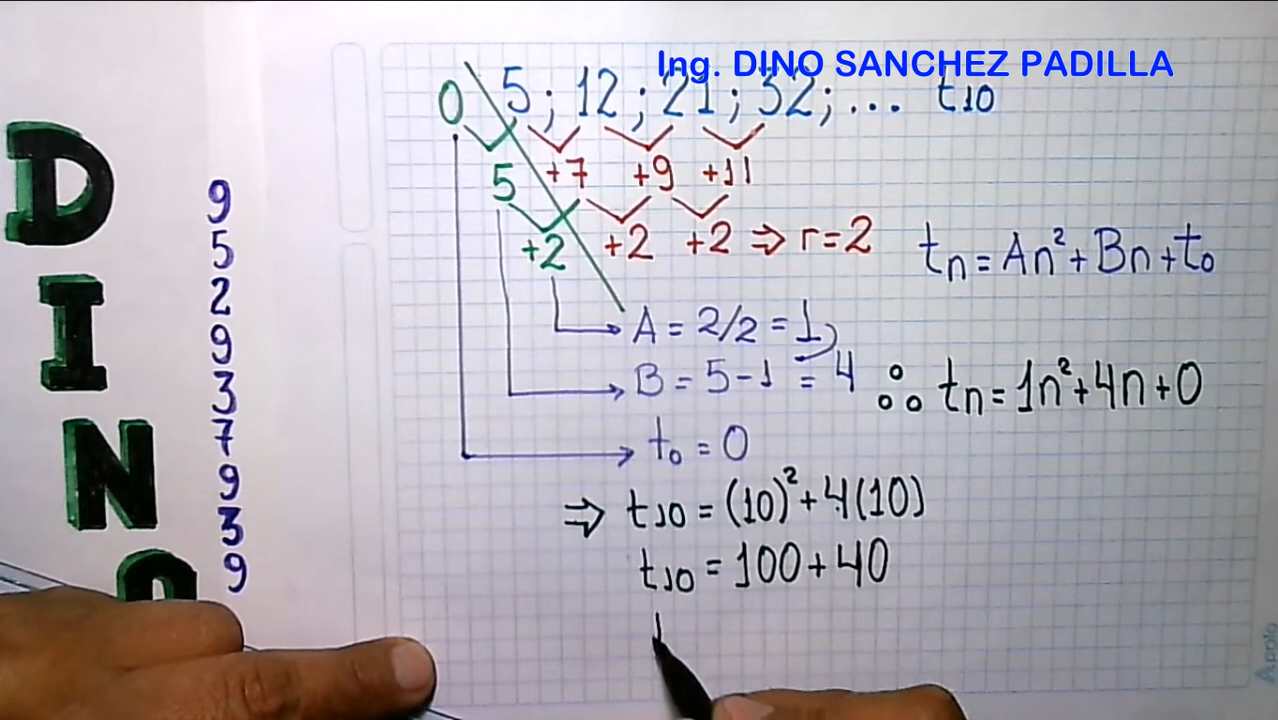 Ing. DINO SANCHEZ PADILLA
0 5 ; 12 ; 21 ; 32 ; ... t₁₀
5 +7 +9 +11
+2 +2 +2 ⇒ r=2
tₙ = An² + Bn + t₀
A = 2/2 = 1
B = 5-1 = 4
∴ tₙ = 1n² + 4n + 0
t₀ = 0
⇒ t₁₀ = (10)² + 4(10)
t₁₀ = 100 + 40
DINO
9
5
2
9
3
7
9
3
9
Apolo